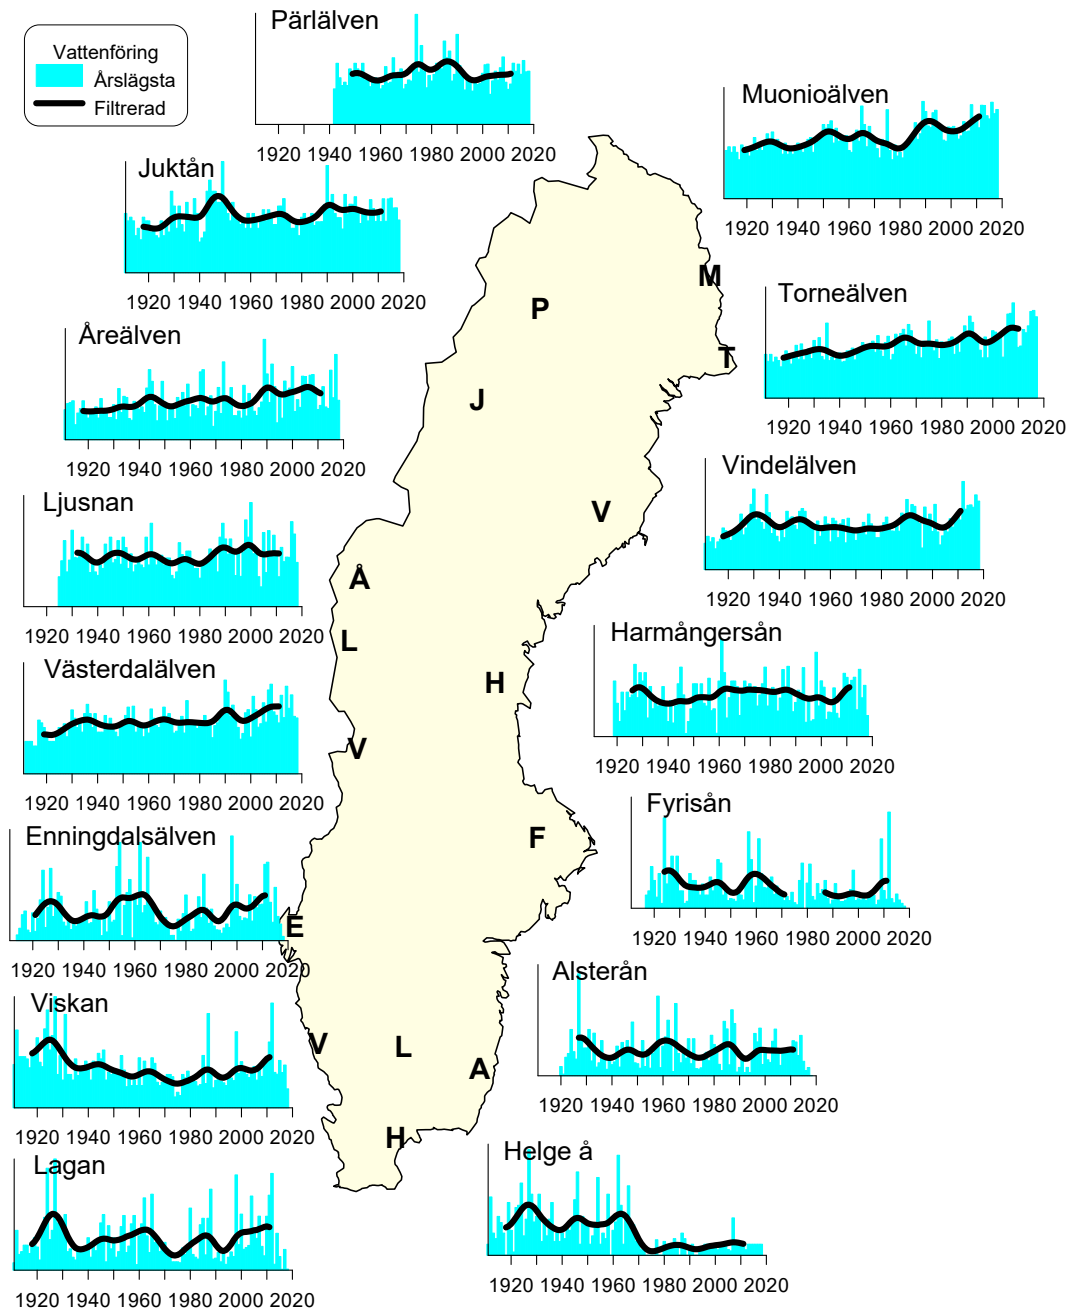 Pärlälven
Vattenföring
Årslägsta
Filtrerad
1920 1940 1960 1980 2000 2020
Muonioälven
1920 1940 1960 1980 2000 2020
Juktån
1920 1940 1960 1980 2000 2020
Torneälven
1920 1940 1960 1980 2000 2020
Åreälven
1920 1940 1960 1980 2000 2020
Vindelälven
1920 1940 1960 1980 2000 2020
Ljusnan
1920 1940 1960 1980 2000 2020
Harmångersån
1920 1940 1960 1980 2000 2020
Västerdalälven
1920 1940 1960 1980 2000 2020
Fyrisån
1920 1940 1960 1980 2000 2020
Enningdalsälven
1920 1940 1960 1980 2000 2020
Alsterån
1920 1940 1960 1980 2000 2020
Viskan
1920 1940 1960 1980 2000 2020
Helge å
1920 1940 1960 1980 2000 2020
Lagan
1920 1940 1960 1980 2000 2020
M
P
T
J
V
Å
L
H
V
F
E
V
L
A
H